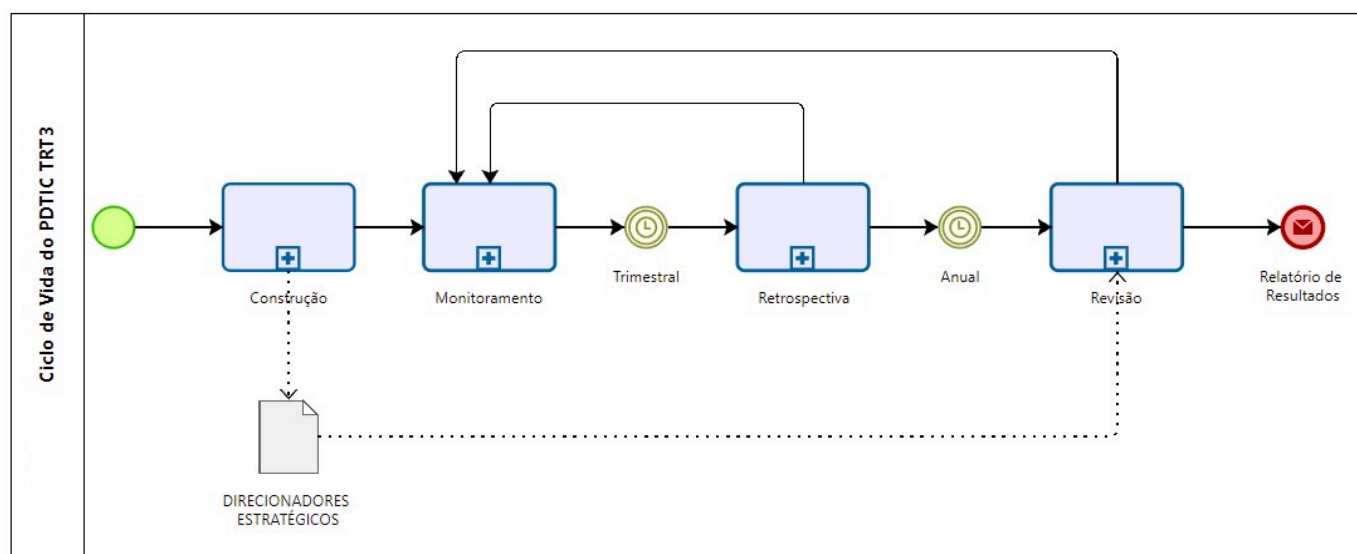 Ciclo de Vida do PDTIC TRT3
Construção
Monitoramento
Trimestral
Retrospectiva
Anual
Revisão
Relatório de
Resultados
DIRECIONADORES
ESTRATÉGICOS